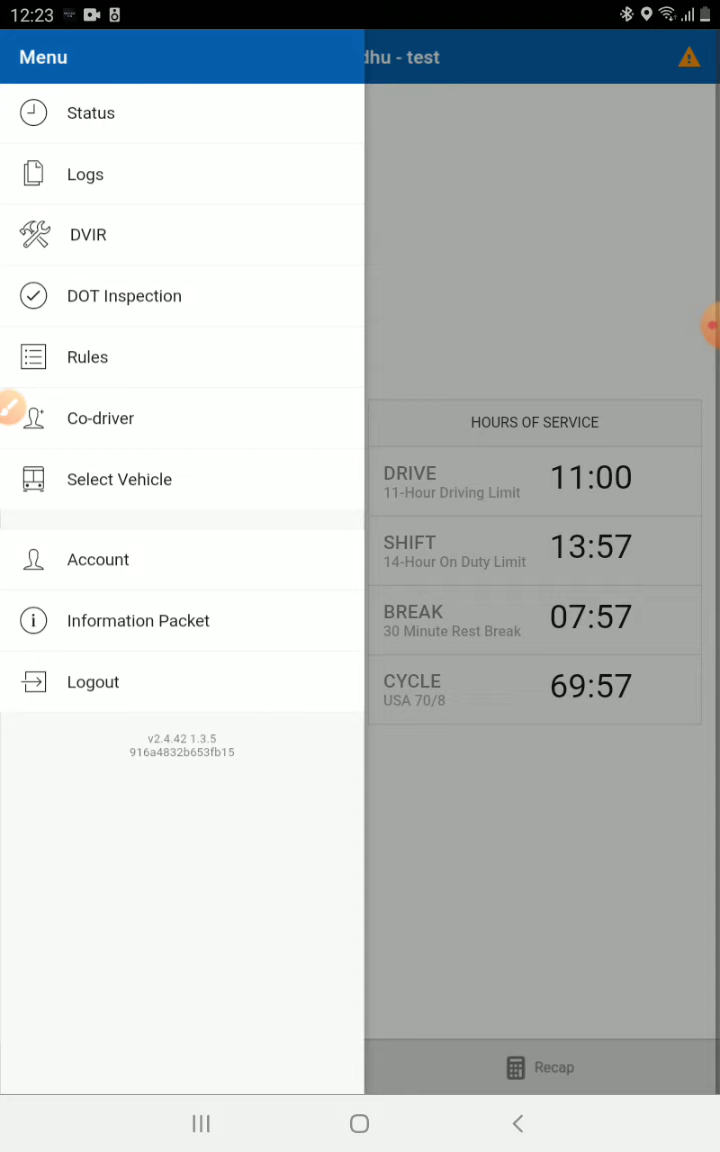 12:23
Menu
dhu - test
Status
Logs
DVIR
DOT Inspection
Rules
Co-driver
Select Vehicle
Account
Information Packet
Logout
v2.4.42 1.3.5
916a4832b653fb15
HOURS OF SERVICE
DRIVE 11:00
11-Hour Driving Limit
SHIFT 13:57
14-Hour On Duty Limit
BREAK 07:57
30 Minute Rest Break
CYCLE 69:57
USA 70/8
Recap